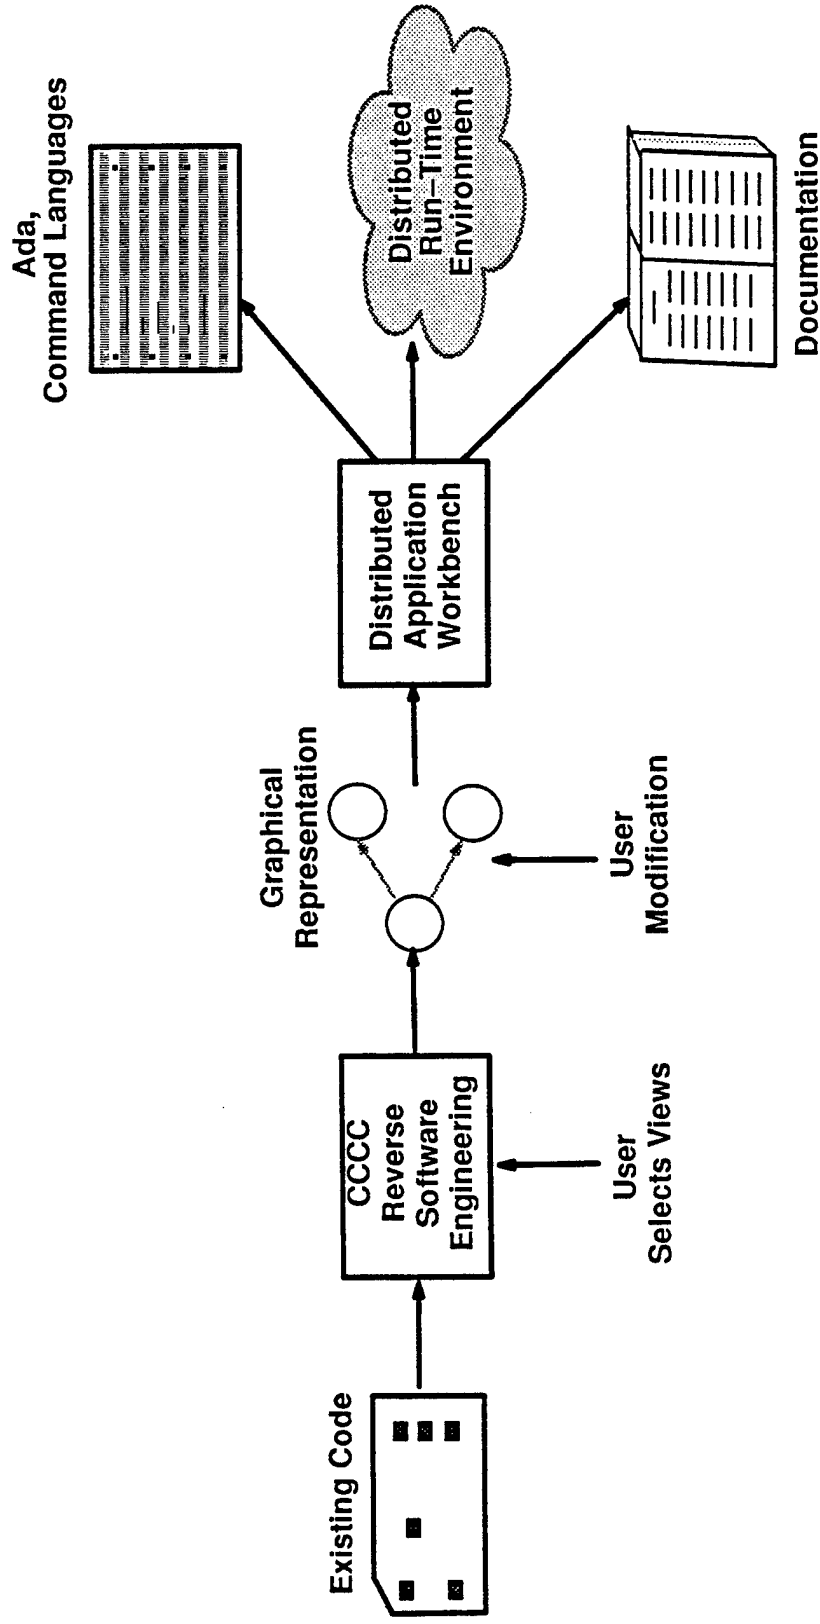 Existing Code
CCCC
Reverse
Software
Engineering
User
Selects Views
Graphical
Representation
User
Modification
Distributed
Application
Workbench
Ada,
Command Languages
Distributed
Run-Time
Environment
Documentation